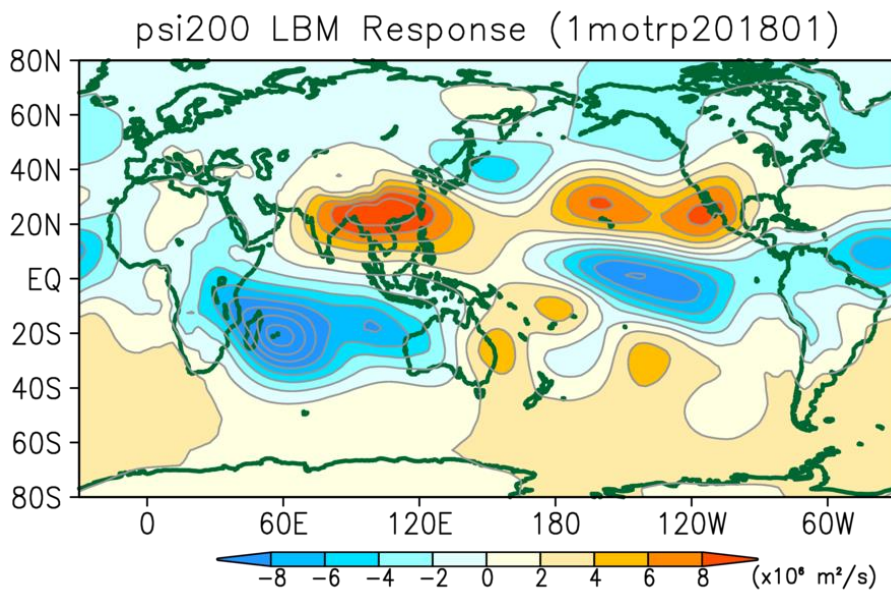 psi200 LBM Response (1motrp201801)
80N
60N
40N
20N
EQ
20S
40S
60S
80S
0 60E 120E 180 120W 60W
-8 -6 -4 -2 0 2 4 6 8 (x10⁶ m²/s)